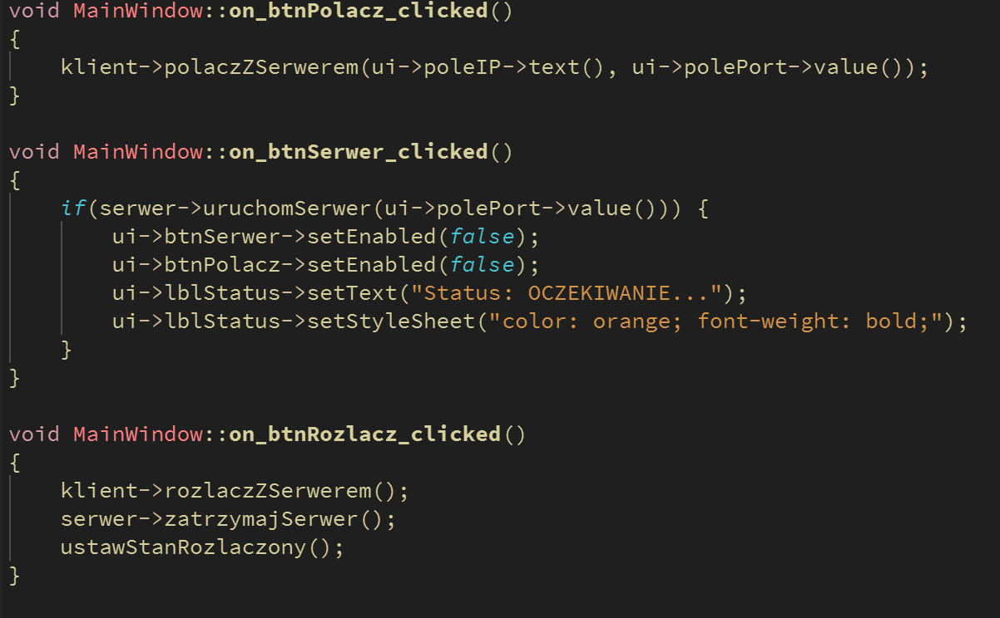 void MainWindow::on_btnPolacz_clicked()
{
    klient->polaczZSerwerem(ui->poleIP->text(), ui->polePort->value());
}

void MainWindow::on_btnSerwer_clicked()
{
    if(serwer->uruchomSerwer(ui->polePort->value())) {
        ui->btnSerwer->setEnabled(false);
        ui->btnPolacz->setEnabled(false);
        ui->lblStatus->setText("Status: OCZEKIWANIE...");
        ui->lblStatus->setStyleSheet("color: orange; font-weight: bold;");
    }
}

void MainWindow::on_btnRozlacz_clicked()
{
    klient->rozlaczZSerwerem();
    serwer->zatrzymajSerwer();
    ustawStanRozlaczony();
}